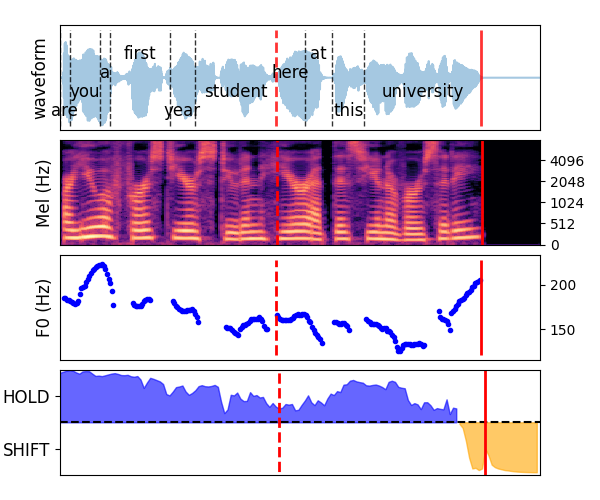 waveform
are
you
a
first
year
student
here
at
this
university
Mel (Hz)
4096
2048
1024
512
0
F0 (Hz)
200
150
HOLD
SHIFT